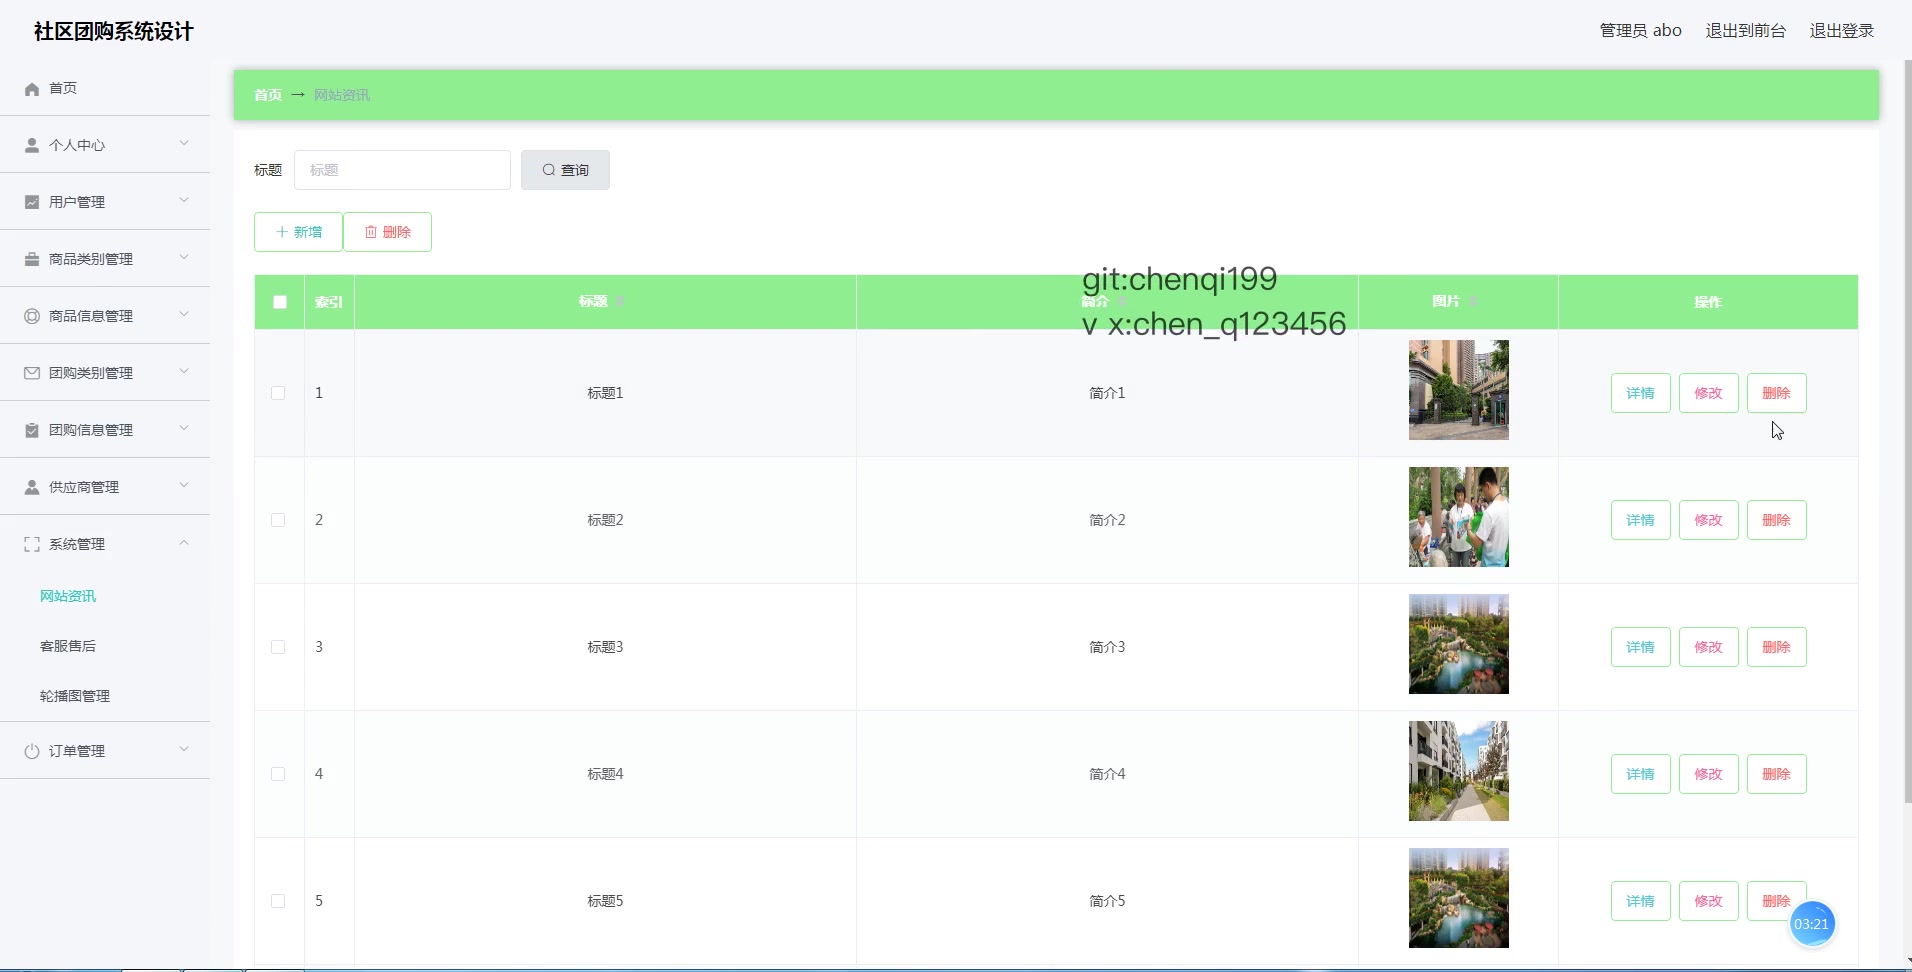 社区团购系统设计
管理员 abo 退出到前台 退出登录
首页
个人中心
用户管理
商品类别管理
商品信息管理
团购类别管理
团购信息管理
供应商管理
系统管理
网站资讯
客服售后
轮播图管理
订单管理
首页 → 网站资讯
标题 标题 查询
新增 删除
git:chenqi199
v x:chen_q123456
索引 标题 简介 图片 操作
1 标题1 简介1 详情 修改 删除
2 标题2 简介2 详情 修改 删除
3 标题3 简介3 详情 修改 删除
4 标题4 简介4 详情 修改 删除
5 标题5 简介5 详情 修改 删除
03:21